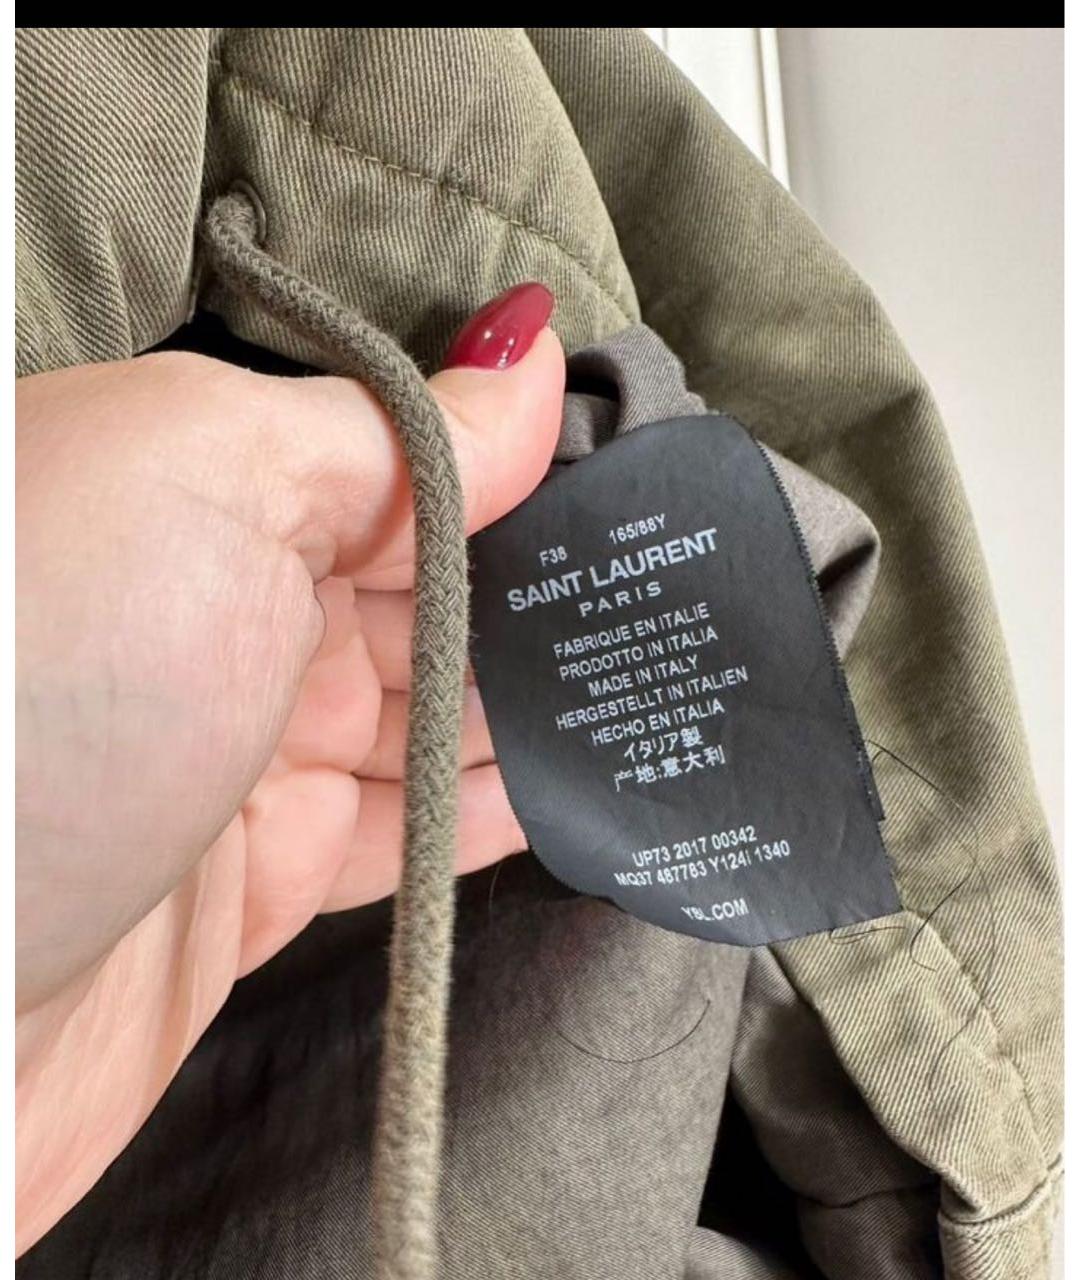 F38 165/88Y
SAINT LAURENT
PARIS
FABRIQUE EN ITALIE
PRODOTTO IN ITALIA
MADE IN ITALY
HERGESTELLT IN ITALIEN
HECHO EN ITALIA
イタリア製
产地:意大利
UP73 2017 00342
MQ37 487783 Y124I 1340
YSL.COM